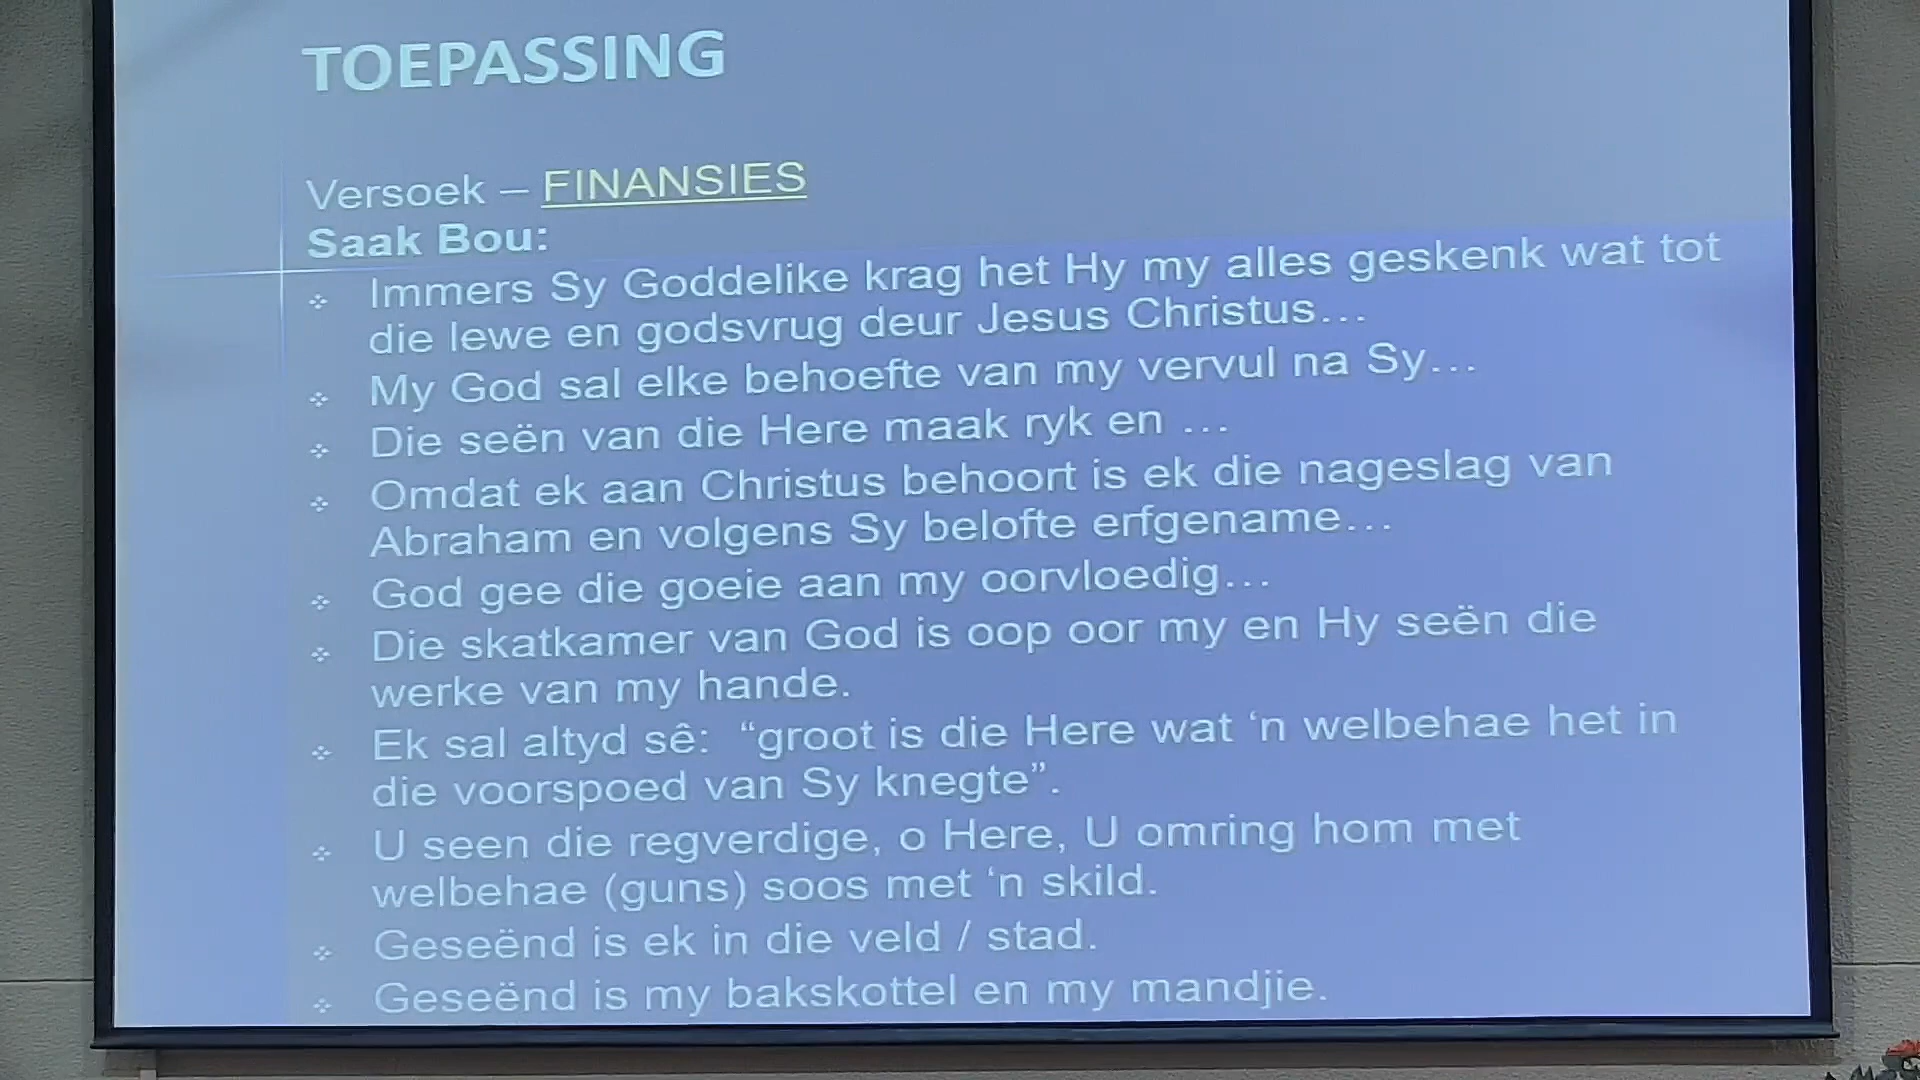 TOEPASSING
Versoek – FINANSIES
Saak Bou:
Immers Sy Goddelike krag het Hy my alles geskenk wat tot
die lewe en godsvrug deur Jesus Christus...
My God sal elke behoefte van my vervul na Sy...
Die seën van die Here maak ryk en ...
Omdat ek aan Christus behoort is ek die nageslag van
Abraham en volgens Sy belofte erfgename...
God gee die goeie aan my oorvloedig...
Die skatkamer van God is oop oor my en Hy seën die
werke van my hande.
Ek sal altyd sê: “groot is die Here wat ‘n welbehae het in
die voorspoed van Sy knegte”.
U seen die regverdige, o Here, U omring hom met
welbehae (guns) soos met ‘n skild.
Geseënd is ek in die veld / stad.
Geseënd is my bakskottel en my mandjie.